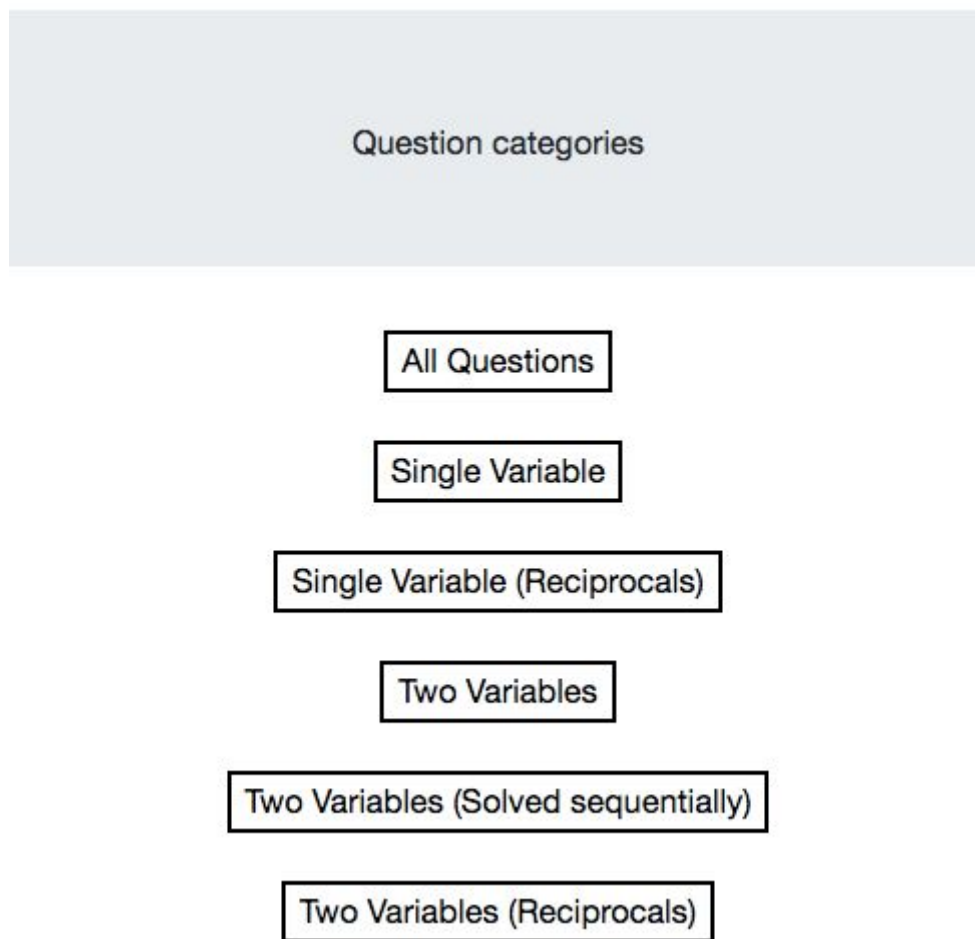 Question categories
All Questions
Single Variable
Single Variable (Reciprocals)
Two Variables
Two Variables (Solved sequentially)
Two Variables (Reciprocals)